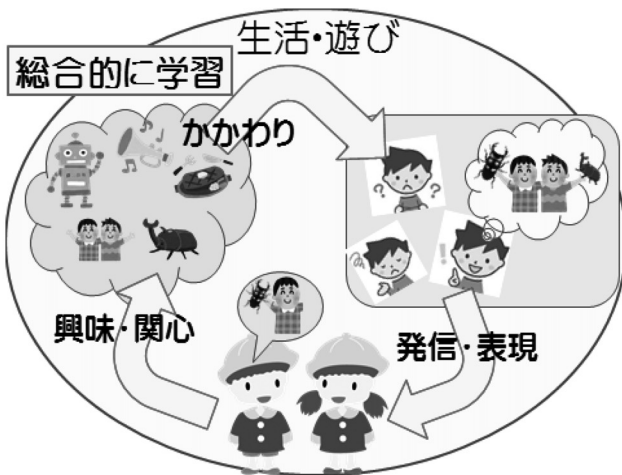 生活・遊び
総合的に学習
かかわり
興味・関心
発信・表現